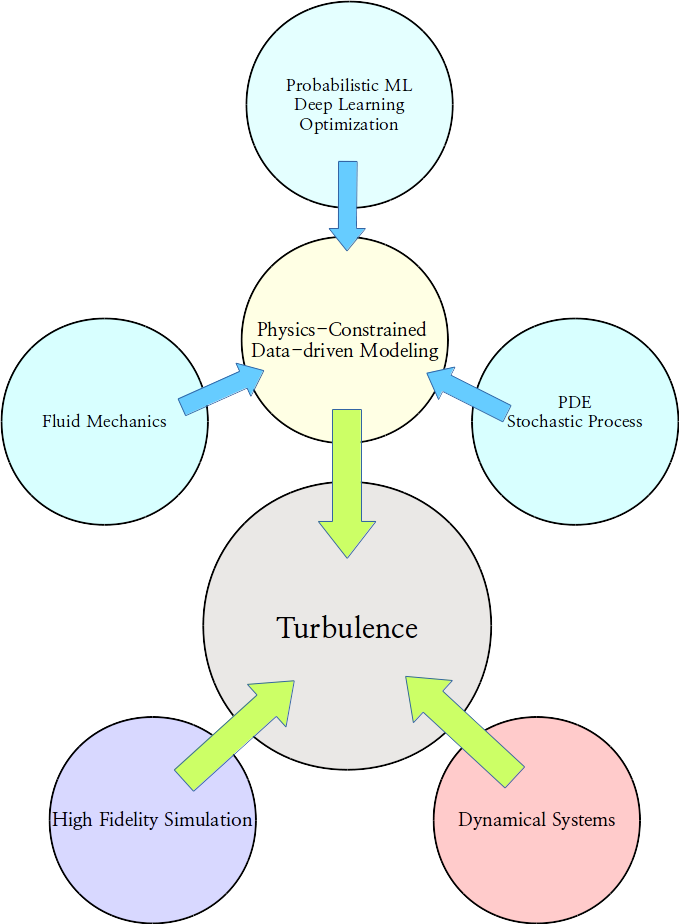 Probabilistic ML
Deep Learning
Optimization
Physics-Constrained
Data-driven Modeling
Fluid Mechanics
PDE
Stochastic Process
Turbulence
High Fidelity Simulation
Dynamical Systems